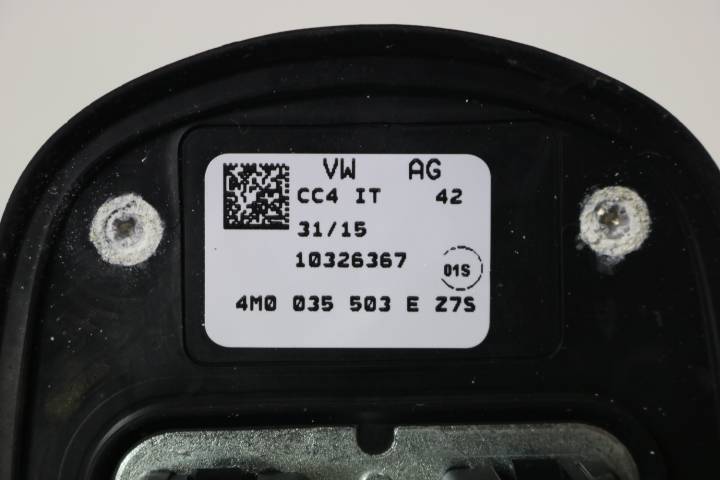 VW AG
CC4 IT 42
31/15
10326367
01S
4M0 035 503 E Z7S